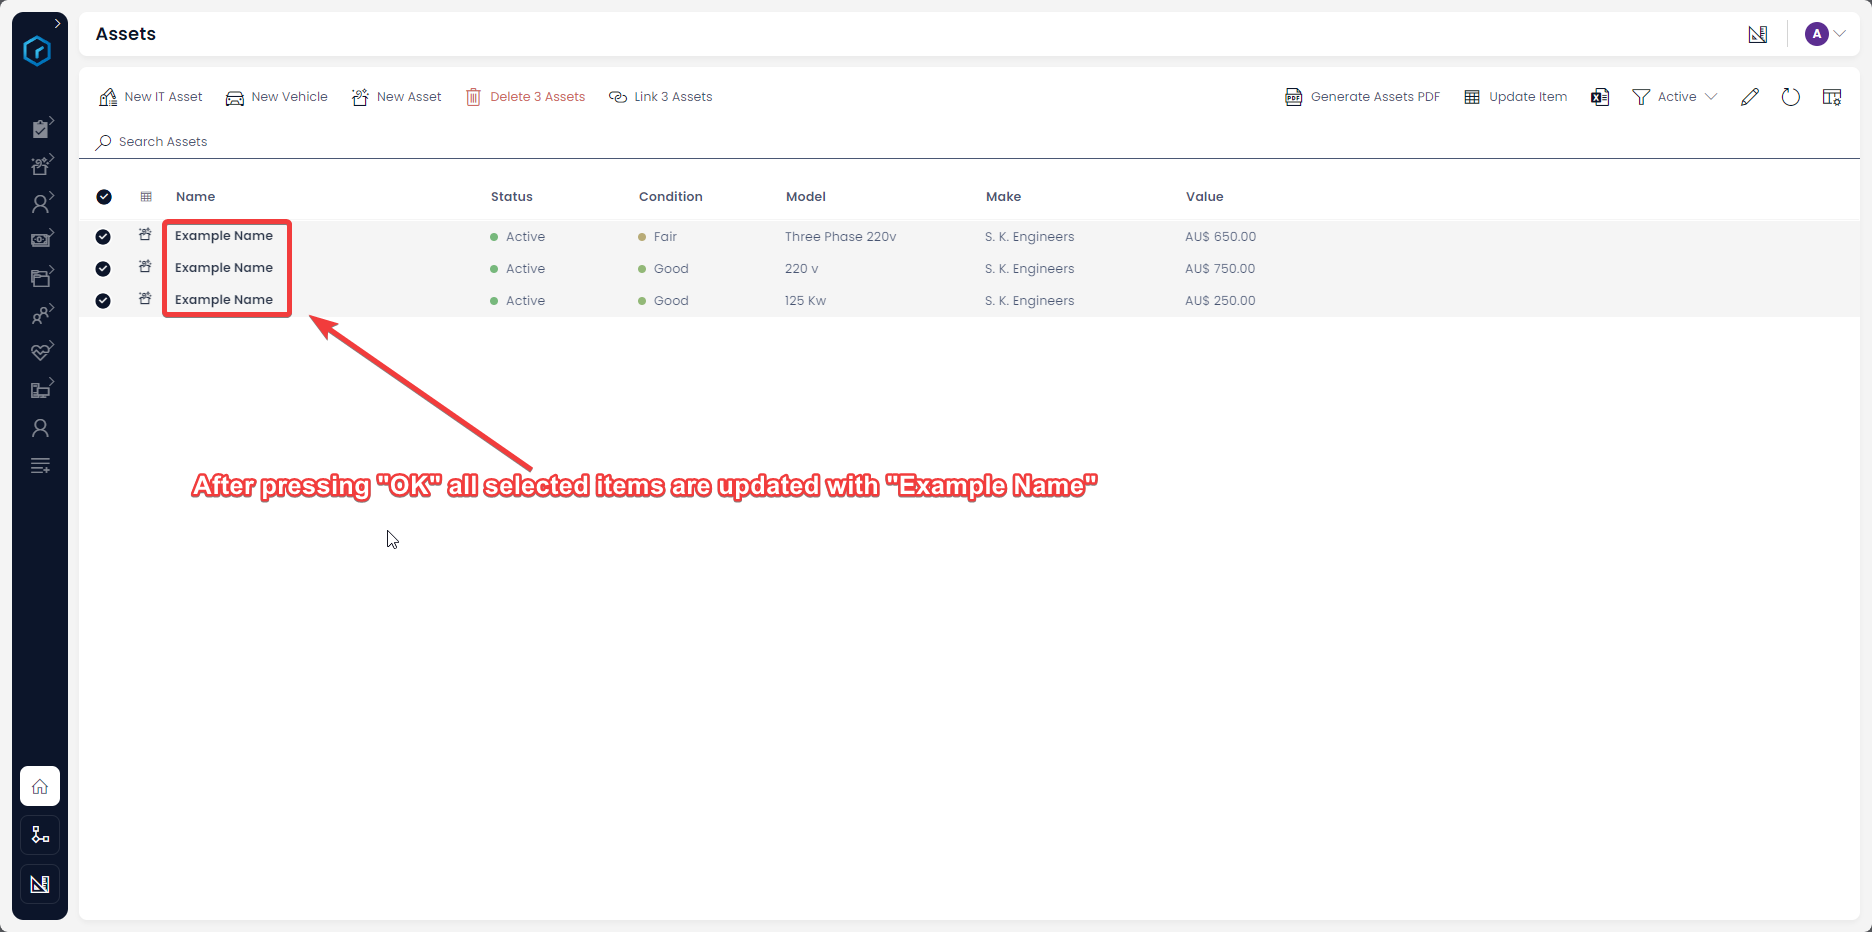 Assets
A
New IT Asset New Vehicle New Asset Delete 3 Assets Link 3 Assets Generate Assets PDF Update Item Active
Search Assets
Name Status Condition Model Make Value
Example Name Active Fair Three Phase 220v S. K. Engineers AU$ 650.00
Example Name Active Good 220 v S. K. Engineers AU$ 750.00
Example Name Active Good 125 Kw S. K. Engineers AU$ 250.00
After pressing "OK" all selected items are updated with "Example Name"